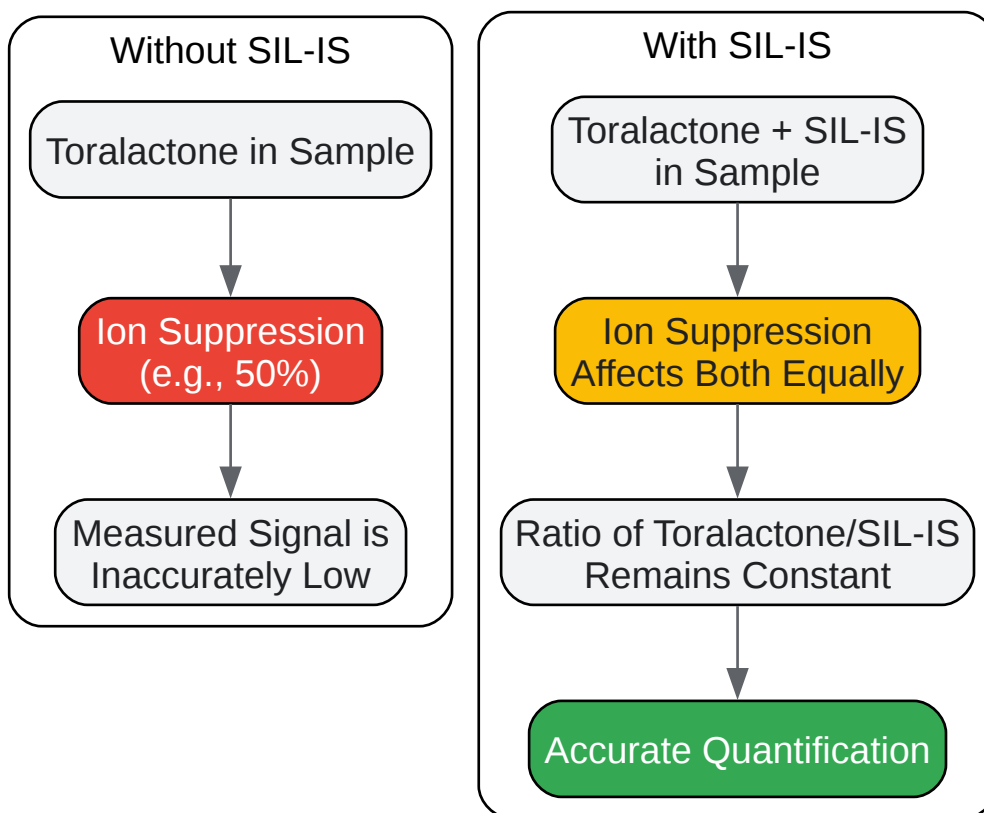 Without SIL-IS
Toralactone in Sample
Ion Suppression
(e.g., 50%)
Measured Signal is
Inaccurately Low
With SIL-IS
Toralactone + SIL-IS
in Sample
Ion Suppression
Affects Both Equally
Ratio of Toralactone/SIL-IS
Remains Constant
Accurate Quantification